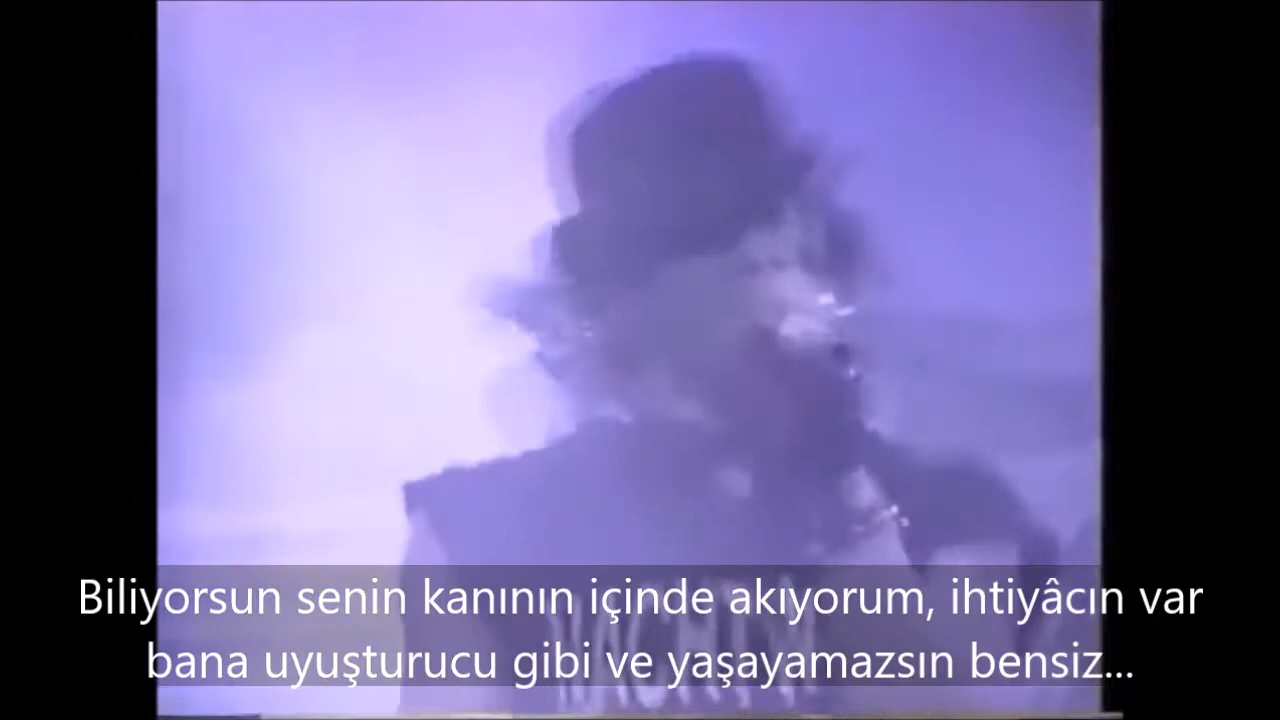 Biliyorsun senin kanının içinde akıyorum, ihtiyâcın var
bana uyuşturucu gibi ve yaşayamazsın bensiz...